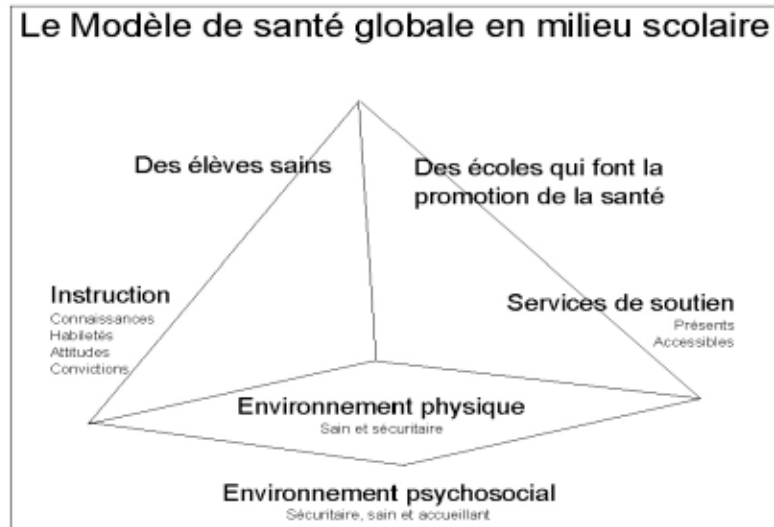 Le Modèle de santé globale en milieu scolaire
Des élèves sains
Des écoles qui font la
promotion de la santé
Instruction
Connaissances
Habiletés
Attitudes
Convictions
Services de soutien
Présents
Accessibles
Environnement physique
Sain et sécuritaire
Environnement psychosocial
Sécuritaire, sain et accueillant